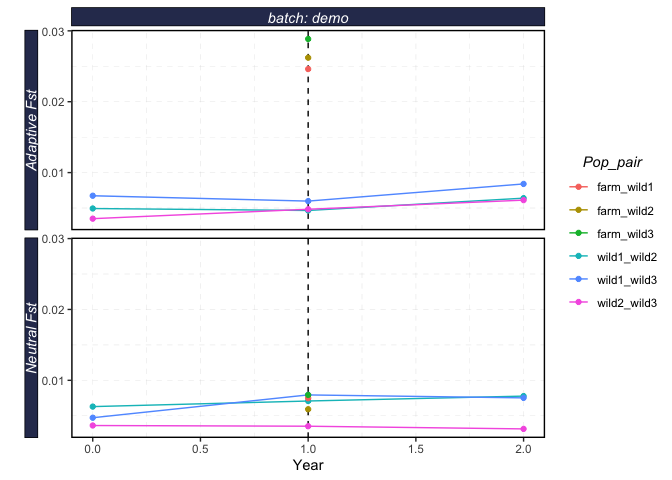 batch: demo
Adaptive Fst
0.03
0.02
0.01
Neutral Fst
0.03
0.02
0.01
0.0 0.5 1.0 1.5 2.0
Year
Pop_pair
farm_wild1
farm_wild2
farm_wild3
wild1_wild2
wild1_wild3
wild2_wild3